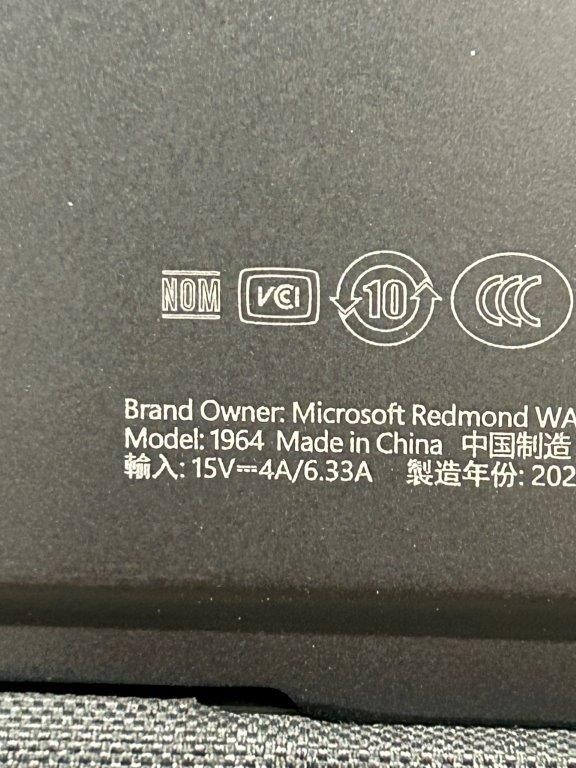 NOM VCCI 10 CCC
Brand Owner: Microsoft Redmond WA
Model: 1964 Made in China 中国制造
輸入: 15V⎓4A/6.33A 製造年份: 202